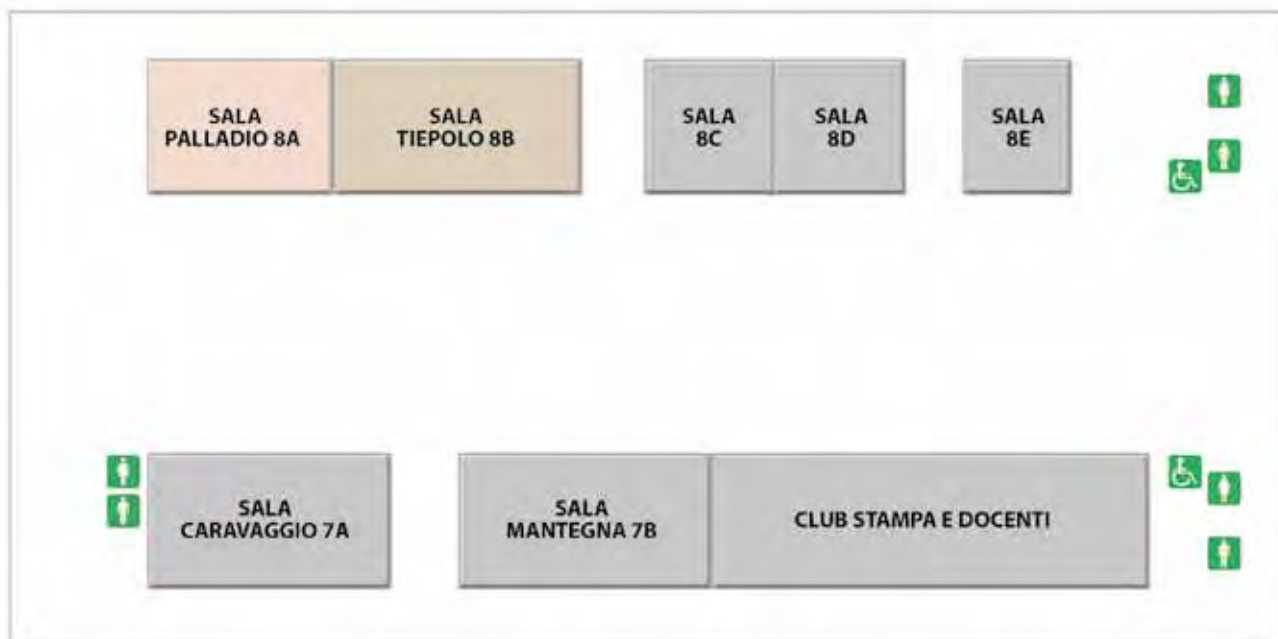 SALA
PALLADIO 8A
SALA
TIEPOLO 8B
SALA
8C
SALA
8D
SALA
8E
SALA
CARAVAGGIO 7A
SALA
MANTEGNA 7B
CLUB STAMPA E DOCENTI